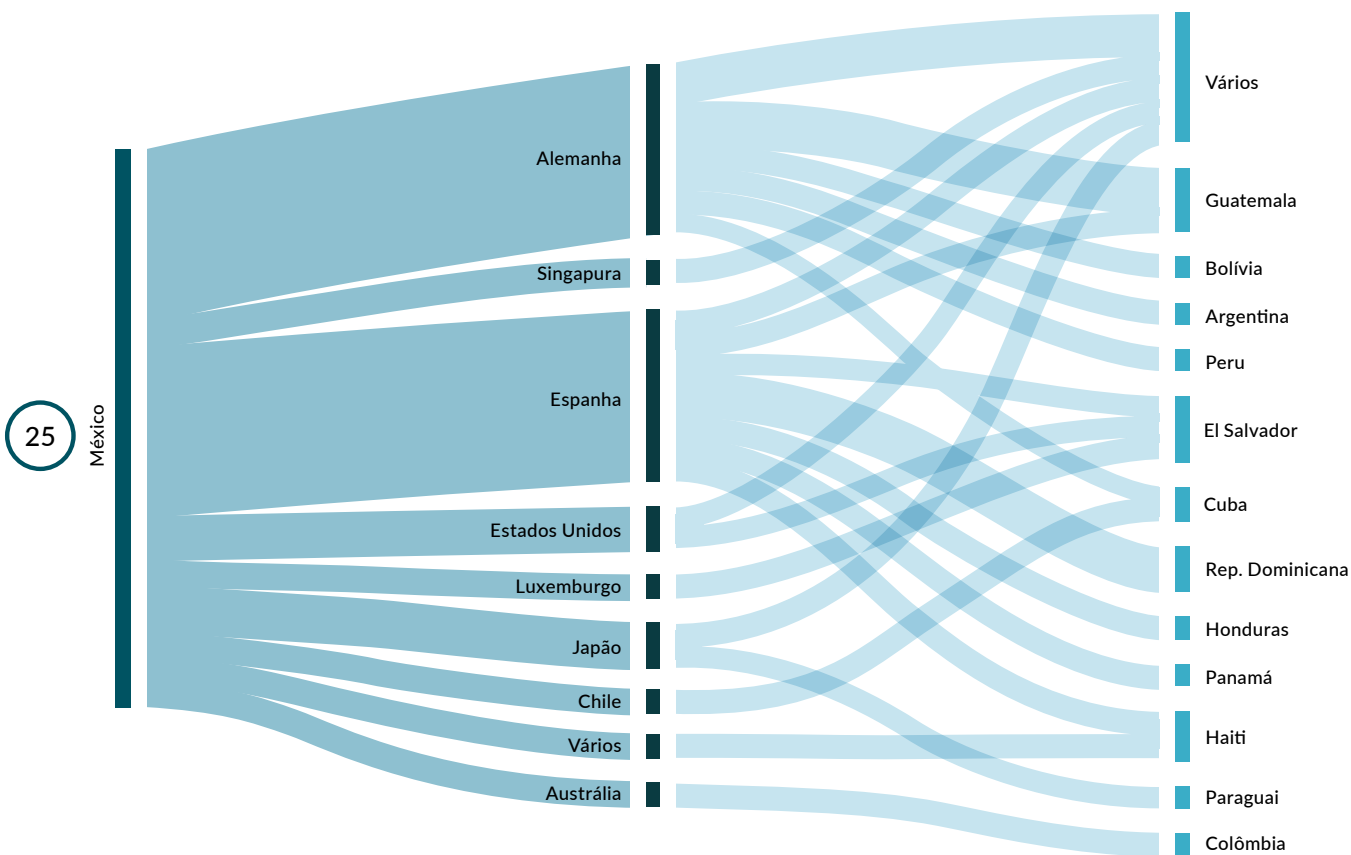 25
México
Alemanha
Singapura
Espanha
Estados Unidos
Luxemburgo
Japão
Chile
Vários
Austrália
Vários
Guatemala
Bolívia
Argentina
Peru
El Salvador
Cuba
Rep. Dominicana
Honduras
Panamá
Haiti
Paraguai
Colômbia